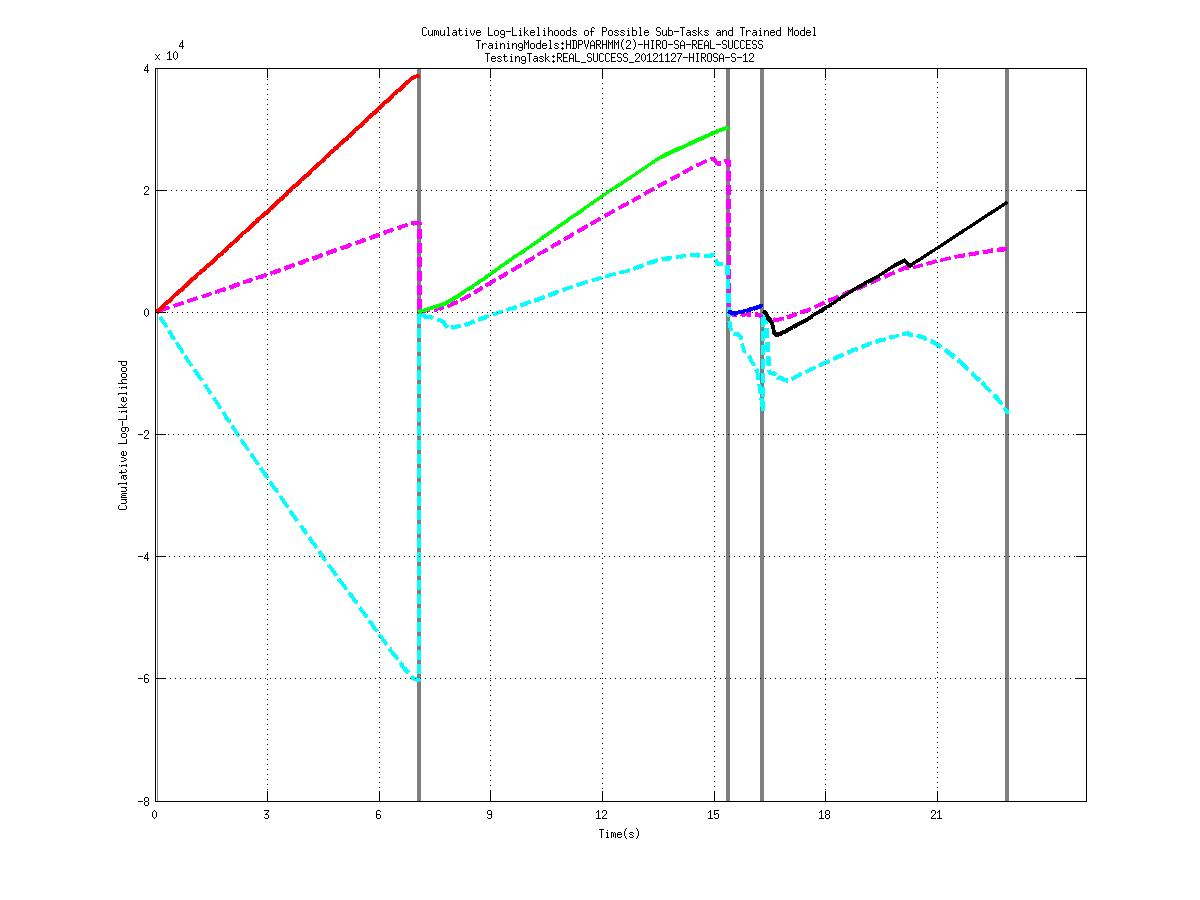 Cumulative Log-Likelihoods of Possible Sub-Tasks and Trained Model
TrainingModels:HDPVARHMM(2)-HIRO-SA-REAL-SUCCESS
TestingTask:REAL_SUCCESS_20121127-HIROSA-S-12
x 10^4
4
2
0
-2
-4
-6
-8
Cumulative Log-Likelihood
0 3 6 9 12 15 18 21
Time(s)